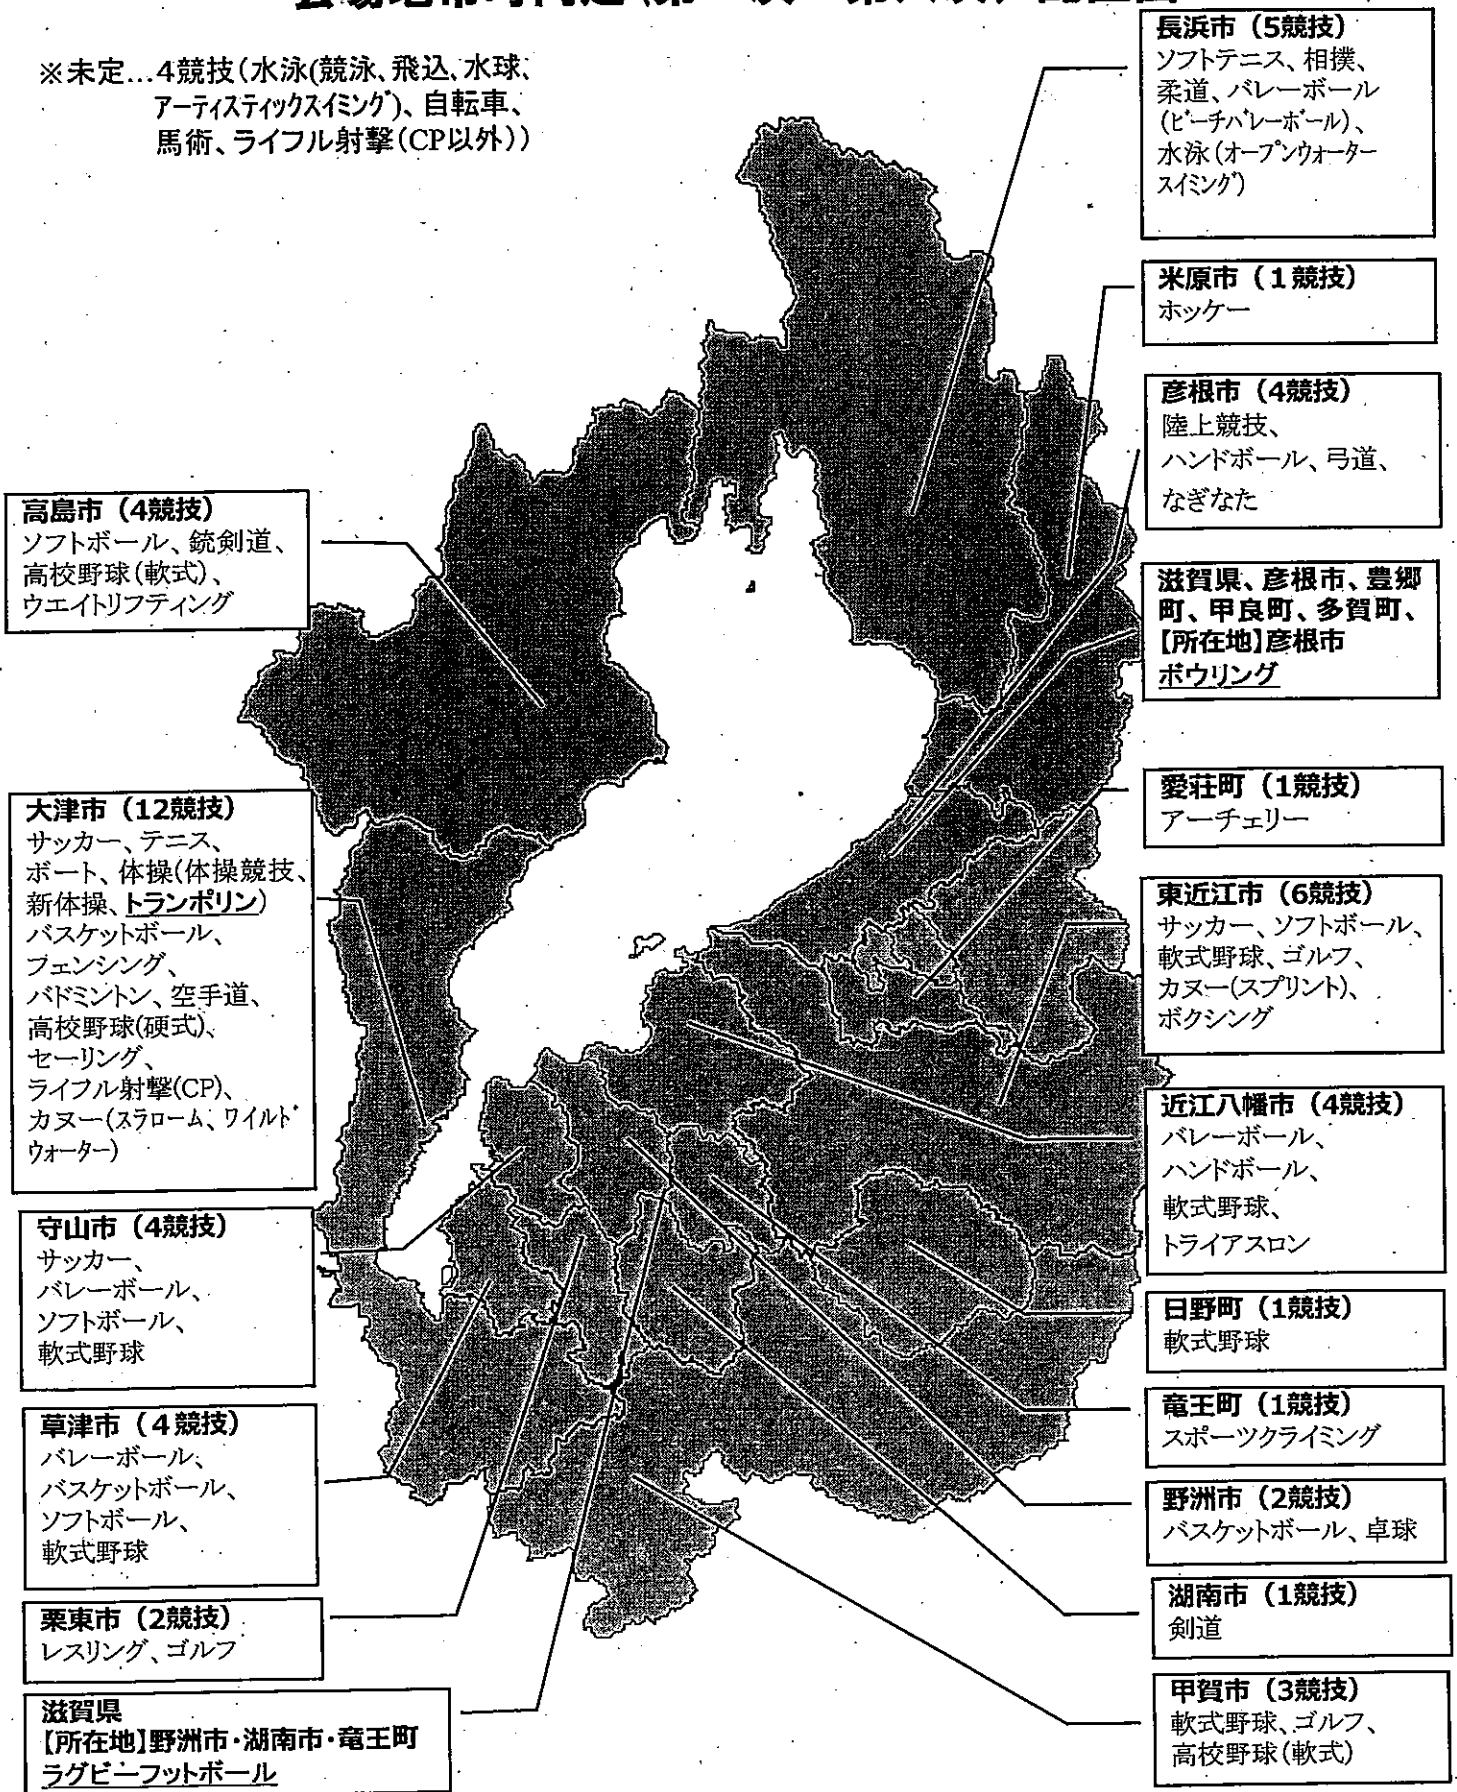 ※未定…4競技(水泳(競泳、飛込、水球、
アーティスティックスイミング)、自転車、
馬術、ライフル射撃(CP以外))
長浜市（5競技）
ソフトテニス、相撲、
柔道、バレーボール
(ビーチバレーボール)、
水泳(オープンウォーター
スイミング)
米原市（1競技）
ホッケー
彦根市（4競技）
陸上競技、
ハンドボール、弓道、
なぎなた
滋賀県、彦根市、豊郷
町、甲良町、多賀町、
【所在地】彦根市
ボウリング
愛荘町（1競技）
アーチェリー
東近江市（6競技）
サッカー、ソフトボール、
軟式野球、ゴルフ、
カヌー(スプリント)、
ボクシング
近江八幡市（4競技）
バレーボール、
ハンドボール、
軟式野球、
トライアスロン
日野町（1競技）
軟式野球
竜王町（1競技）
スポーツクライミング
野洲市（2競技）
バスケットボール、卓球
湖南市（1競技）
剣道
甲賀市（3競技）
軟式野球、ゴルフ、
高校野球(軟式)
高島市（4競技）
ソフトボール、銃剣道、
高校野球(軟式)、
ウエイトリフティング
大津市（12競技）
サッカー、テニス、
ボート、体操(体操競技、
新体操、トランポリン)
バスケットボール、
フェンシング、
バドミントン、空手道、
高校野球(硬式)、
セーリング、
ライフル射撃(CP)、
カヌー(スラローム、ワイルド
ウォーター)
守山市（4競技）
サッカー、
バレーボール、
ソフトボール、
軟式野球
草津市（4競技）
バレーボール、
バスケットボール、
ソフトボール、
軟式野球
栗東市（2競技）
レスリング、ゴルフ
滋賀県
【所在地】野洲市・湖南市・竜王町
ラグビーフットボール